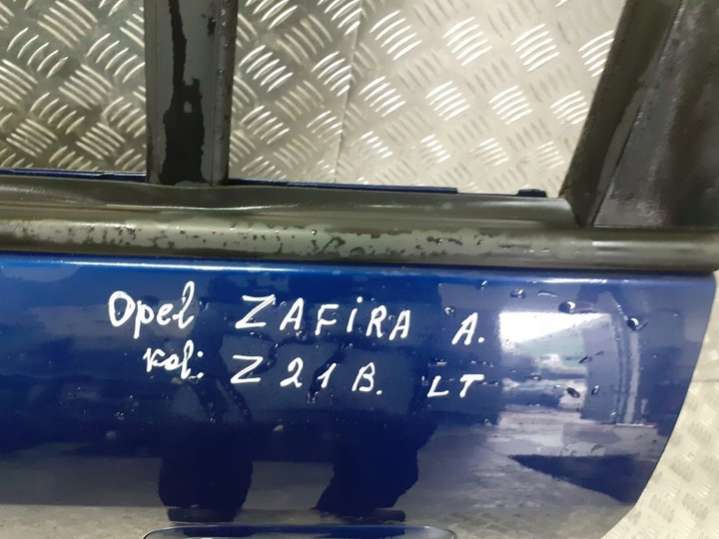 Opel ZAFIRA A.
Kol: Z21B. LT